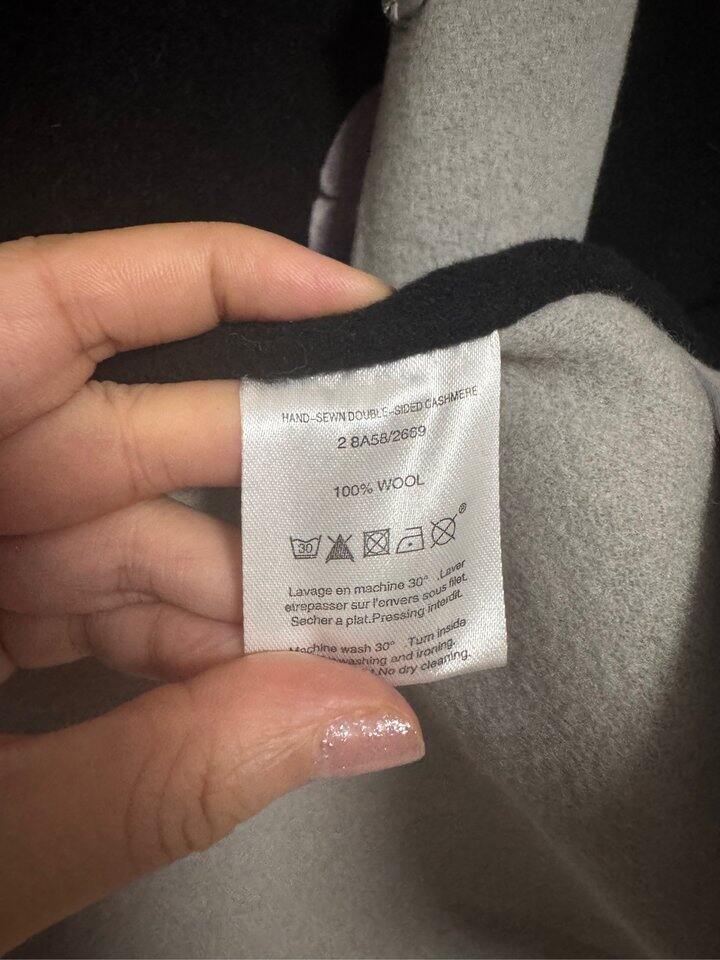 HAND-SEWN DOUBLE-SIDED CASHMERE
2 8A58/2669
100% WOOL
30
Lavage en machine 30° .Laver
etrepasser sur l'envers sous filet.
Secher a plat.Pressing interdit.
Machine wash 30° .Turn inside
washing and ironing.
.No dry cleaning.